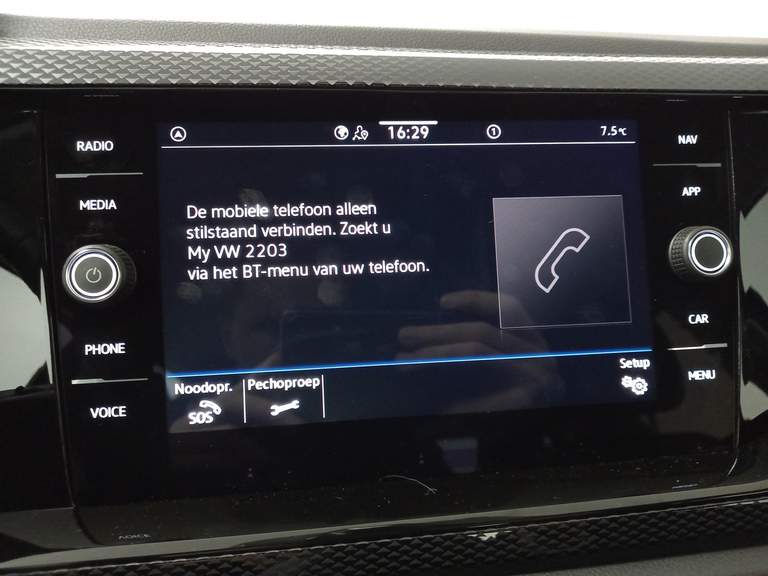 RADIO
MEDIA
PHONE
VOICE
16:29
1
7.5°C
De mobiele telefoon alleen
stilstaand verbinden. Zoekt u
My VW 2203
via het BT-menu van uw telefoon.
Noodopr.
SOS
Pechoproep
Setup
NAV
APP
CAR
MENU